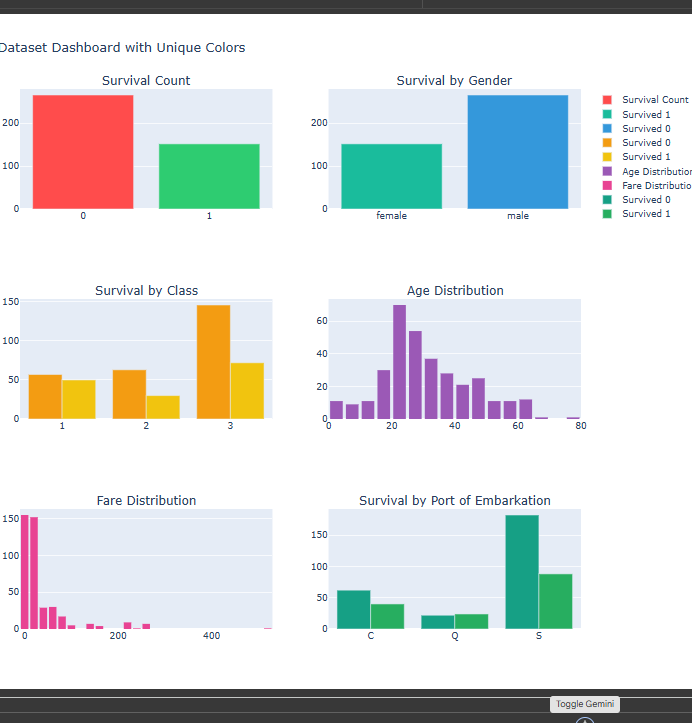 Dataset Dashboard with Unique Colors
Survival Count
200
100
0
0 1
Survival by Gender
200
100
0
female male
Survival Count
Survived 1
Survived 0
Survived 0
Survived 1
Age Distribution
Fare Distributio
Survived 0
Survived 1
Survival by Class
150
100
50
0
1 2 3
Age Distribution
60
40
20
0
0 20 40 60 80
Fare Distribution
150
100
50
0
0 200 400
Survival by Port of Embarkation
150
100
50
0
C Q S
Toggle Gemini